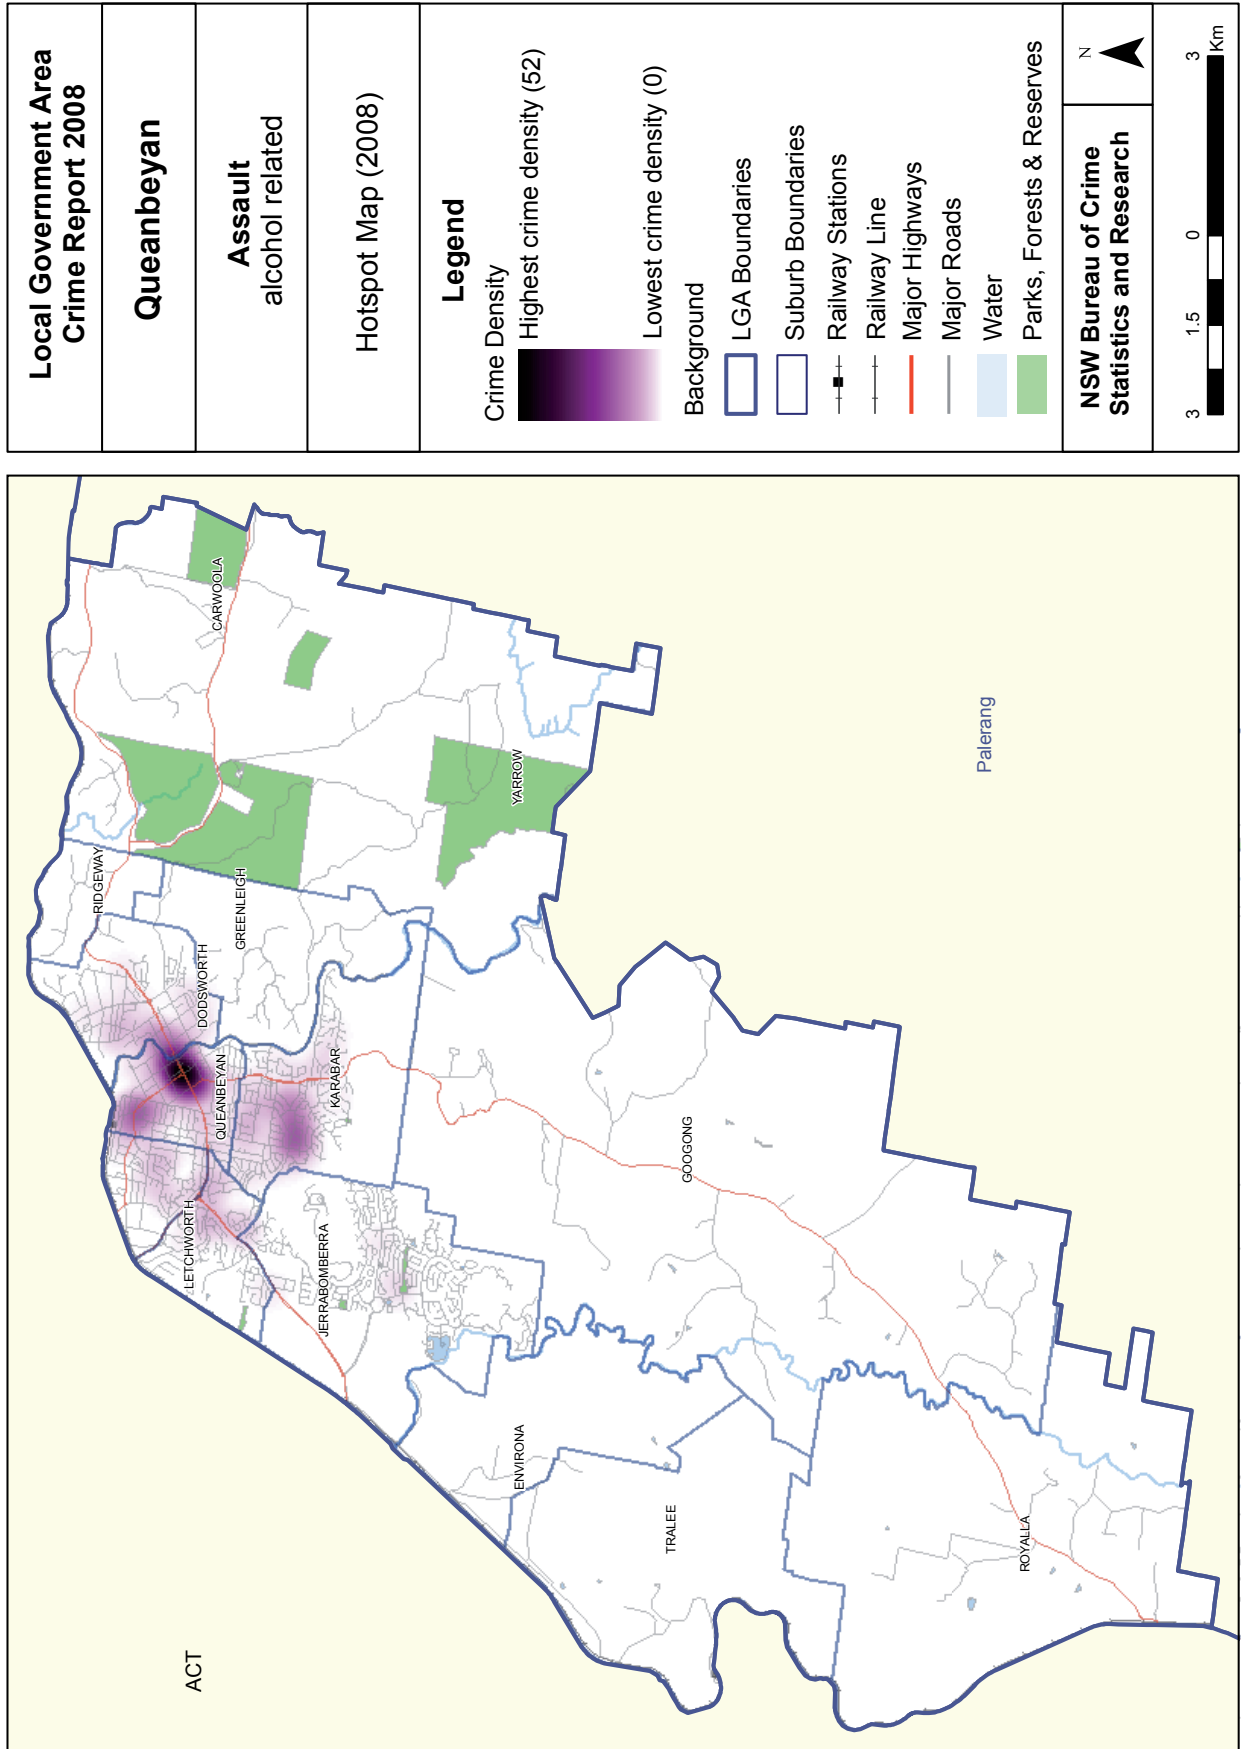 Local Government Area
Crime Report 2008
Queanbeyan
Assault
alcohol related
Hotspot Map (2008)
Legend
Crime Density
Highest crime density (52)
Lowest crime density (0)
Background
LGA Boundaries
Suburb Boundaries
Railway Stations
Railway Line
Major Highways
Major Roads
Water
Parks, Forests & Reserves
NSW Bureau of Crime
Statistics and Research
N
3 1.5 0 3
Km
ACT
LETCHWORTH
QUEANBEYAN
DODSWORTH
RIDGEWAY
GREENLEIGH
CARWOOLA
JERRABOMBERRA
KARABAR
YARROW
ENVIRONA
TRALEE
GOOGONG
ROYALLA
Palerang